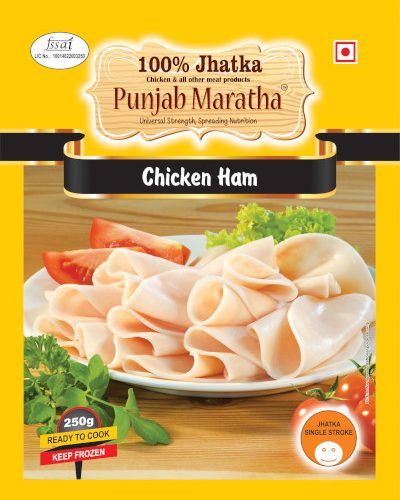 fssai
LIC No.: 10014022003250
100% Jhatka
Chicken & all other meat products
Punjab Maratha
TM
Universal Strength, Spreading Nutrition
Chicken Ham
250g
READY TO COOK
KEEP FROZEN
JHATKA
SINGLE STROKE